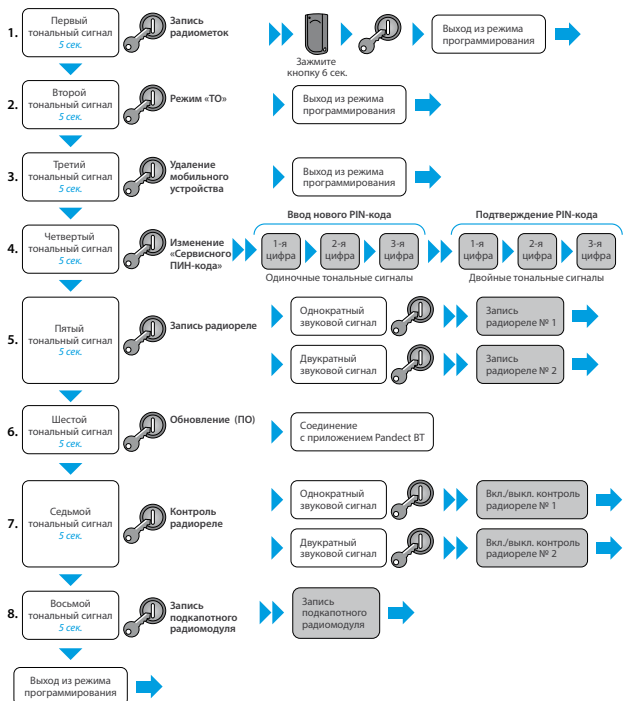 1.
Первый
тональный сигнал
5 сек.
Запись
радиометок
Зажмите
кнопку 6 сек.
Выход из режима
программирования
2.
Второй
тональный сигнал
5 сек.
Режим «ТО»
Выход из режима
программирования
3.
Третий
тональный сигнал
5 сек.
Удаление
мобильного
устройства
Выход из режима
программирования
4.
Четвертый
тональный сигнал
5 сек.
Изменение
«Сервисного
ПИН-кода»
Ввод нового PIN-кода
1-я
цифра
2-я
цифра
3-я
цифра
Одиночные тональные сигналы
Подтверждение PIN-кода
1-я
цифра
2-я
цифра
3-я
цифра
Двойные тональные сигналы
5.
Пятый
тональный сигнал
5 сек.
Запись радиореле
Однократный
звуковой сигнал
Запись
радиореле № 1
Двукратный
звуковой сигнал
Запись
радиореле № 2
6.
Шестой
тональный сигнал
5 сек.
Обновление (ПО)
Соединение
с приложением Pandect BT
7.
Седьмой
тональный сигнал
5 сек.
Контроль
радиореле
Однократный
звуковой сигнал
Вкл./выкл. контроль
радиореле № 1
Двукратный
звуковой сигнал
Вкл./выкл. контроль
радиореле № 2
8.
Восьмой
тональный сигнал
5 сек.
Запись
подкапотного
радиомодуля
Запись
подкапотного
радиомодуля
Выход из режима
программирования